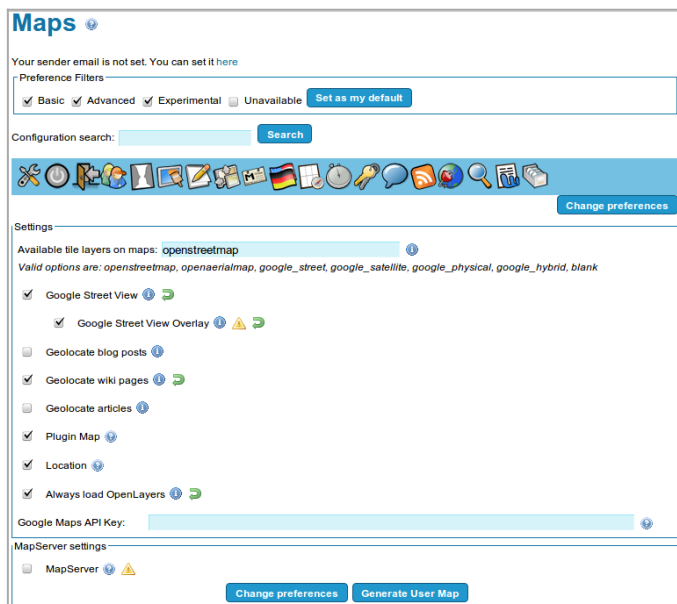 Maps
Your sender email is not set. You can set it here
Preference Filters
Basic Advanced Experimental Unavailable Set as my default
Configuration search: Search
Change preferences
Settings
Available tile layers on maps: openstreetmap
Valid options are: openstreetmap, openaerialmap, google_street, google_satellite, google_physical, google_hybrid, blank
Google Street View
Google Street View Overlay
Geolocate blog posts
Geolocate wiki pages
Geolocate articles
Plugin Map
Location
Always load OpenLayers
Google Maps API Key:
MapServer settings
MapServer
Change preferences Generate User Map